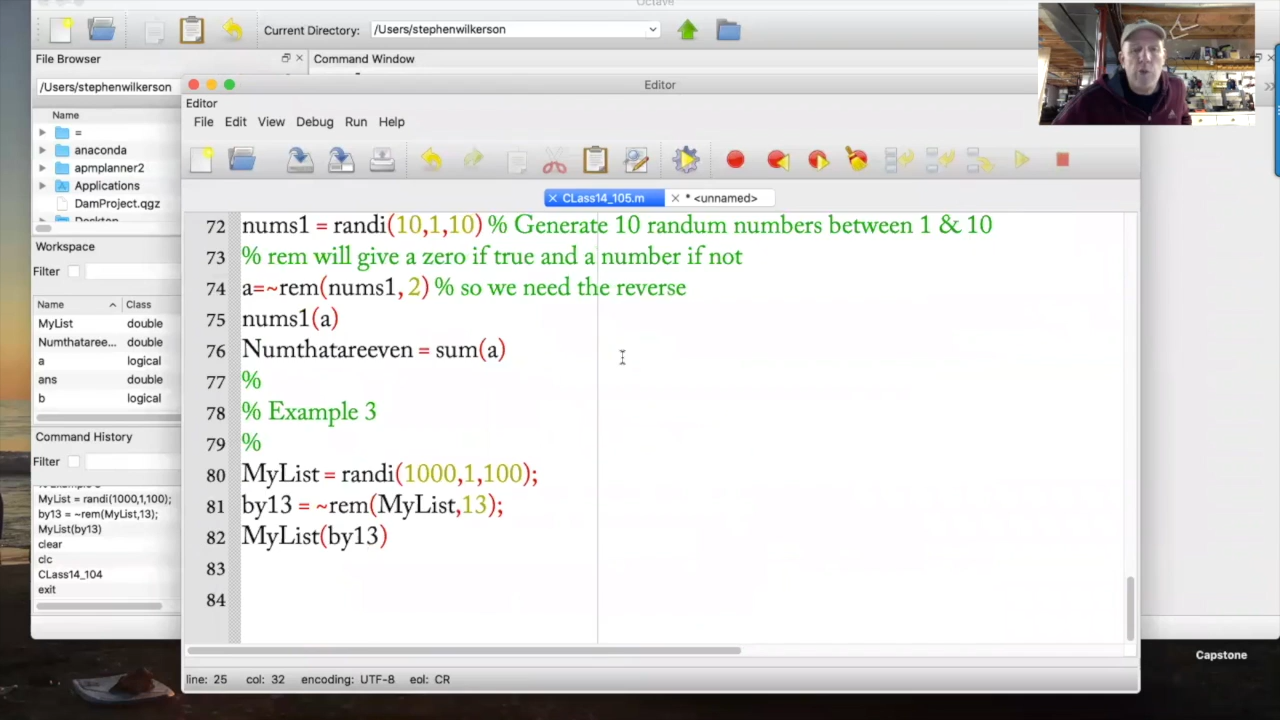 Octave
Current Directory: /Users/stephenwilkerson
File Browser
Command Window
/Users/stephenwilkerson
Name
=
anaconda
apmplanner2
Applications
DamProject.qgz
Desktop
Workspace
Filter
Name Class
MyList double
Numthataree... double
a logical
ans double
b logical
Command History
Filter
% Example 3
MyList = randi(1000,1,100);
by13 = ~rem(MyList,13);
MyList(by13)
clear
clc
CLass14_104
exit
Editor
Editor
File Edit View Debug Run Help
CLass14_105.m * <unnamed>
72 nums1 = randi(10,1,10) % Generate 10 randum numbers between 1 & 10
73 % rem will give a zero if true and a number if not
74 a=~rem(nums1, 2) % so we need the reverse
75 nums1(a)
76 Numthatareeven = sum(a)
77 %
78 % Example 3
79 %
80 MyList = randi(1000,1,100);
81 by13 = ~rem(MyList,13);
82 MyList(by13)
83
84
line: 25 col: 32 encoding: UTF-8 eol: CR
Capstone